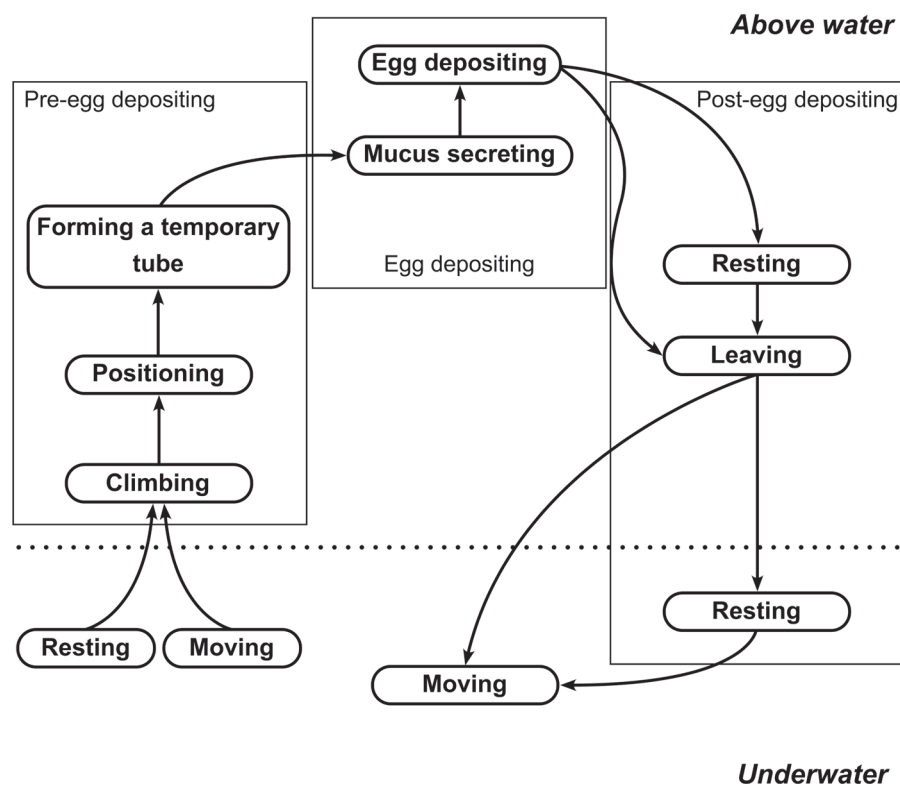 Above water
Egg depositing
Pre-egg depositing
Post-egg depositing
Mucus secreting
Forming a temporary
tube
Egg depositing
Resting
Leaving
Positioning
Climbing
Resting
Resting
Moving
Moving
Underwater